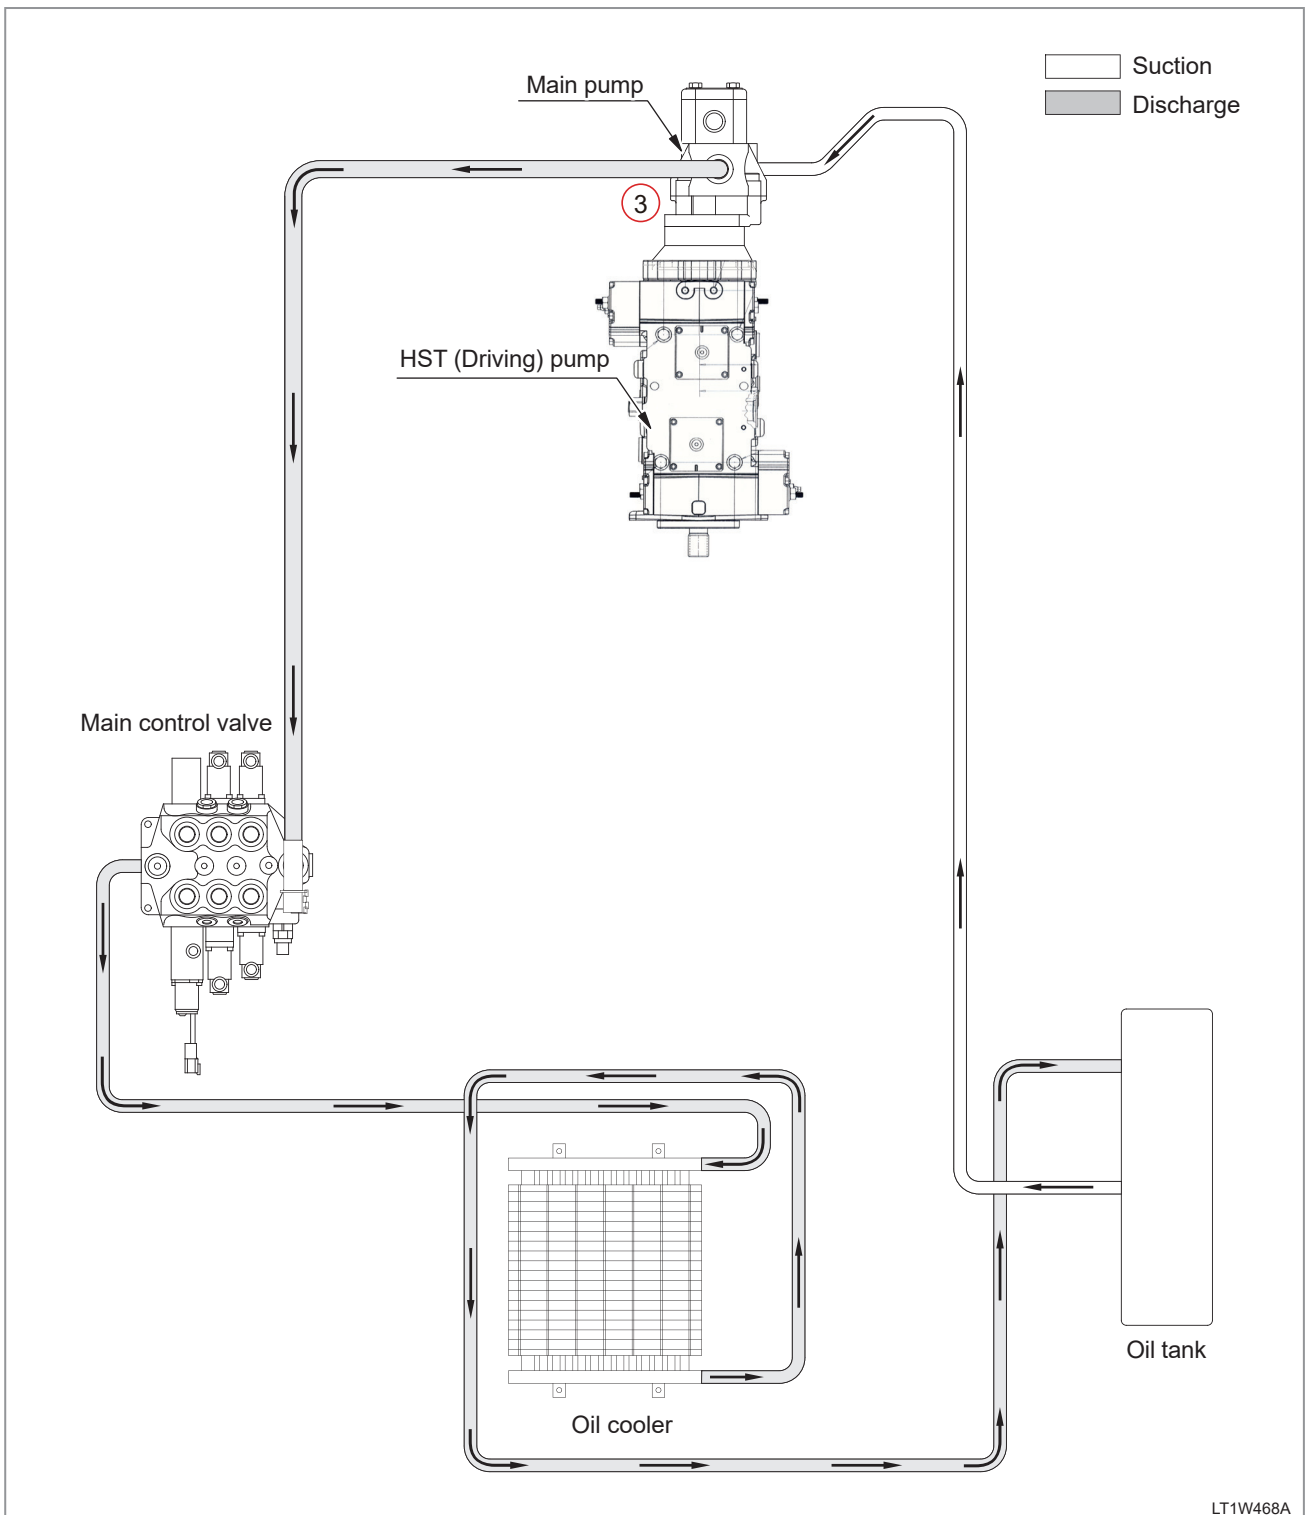 Suction
Discharge
Main pump
3
HST (Driving) pump
Main control valve
Oil tank
Oil cooler
LT1W468A